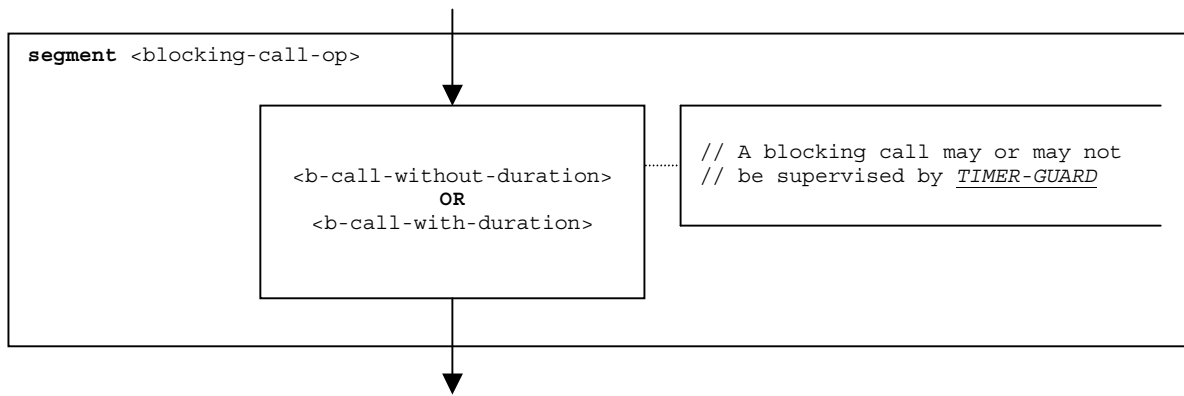 segment <blocking-call-op>
<b-call-without-duration>
OR
<b-call-with-duration>
// A blocking call may or may not
// be supervised by TIMER-GUARD